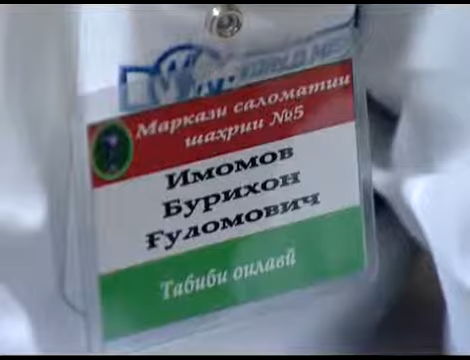 Маркази саломатии
шаҳрии №5
Имомов
Бурихон
Ғуломович
Табиби оилавӣ